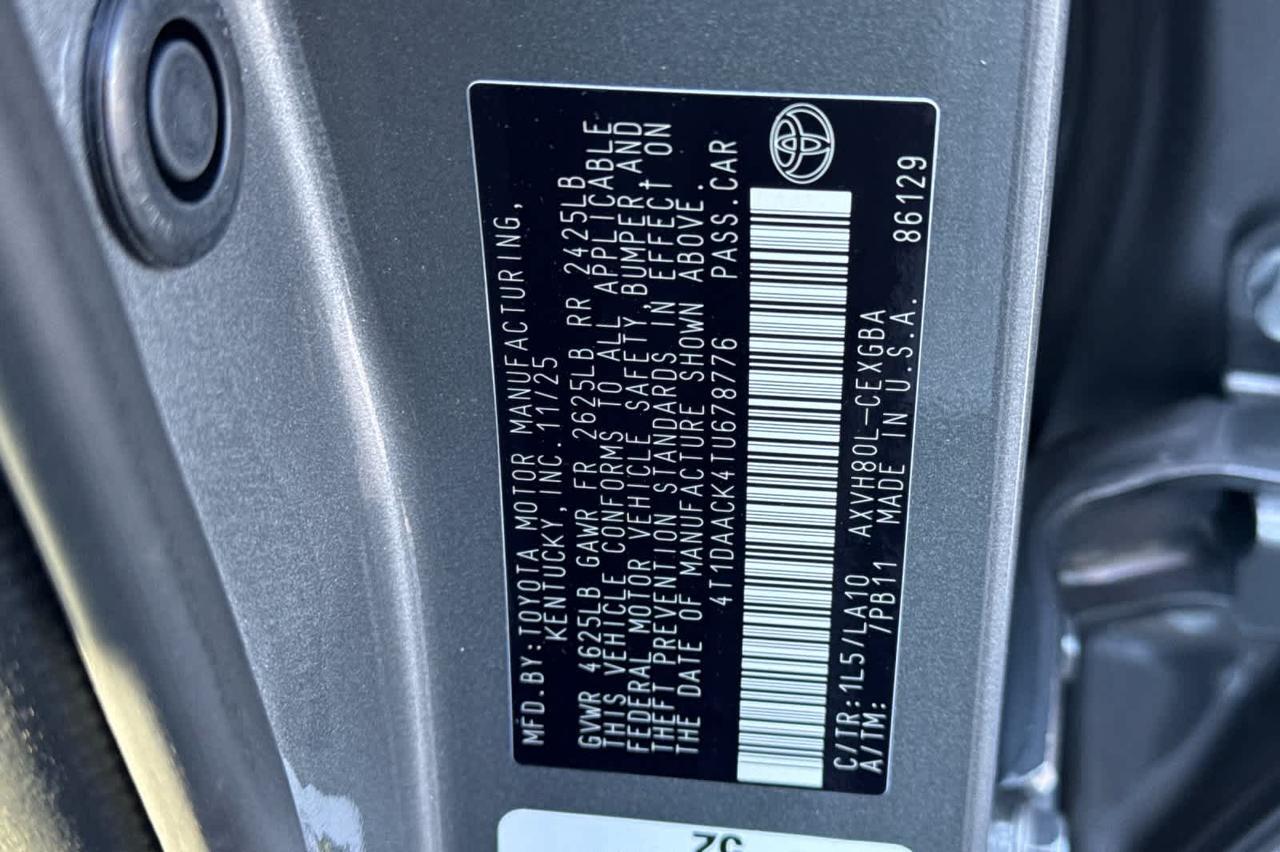 MFD.BY:TOYOTA MOTOR MANUFACTURING,
KENTUCKY,INC.11/25
GVWR 4625LB GAWR FR 2625LB RR 2425LB
THIS VEHICLE CONFORMS TO ALL APPLICABLE
FEDERAL MOTOR VEHICLE SAFETY,BUMPER,AND
THEFT PREVENTION STANDARDS IN EFFECT ON
THE DATE OF MANUFACTURE SHOWN ABOVE.
4T1DAACK4TU678776 PASS.CAR
C/TR:1L5/LA10 AXVH80L-CEXGBA
A/TM: 7PB11 MADE IN U.S.A. 86129